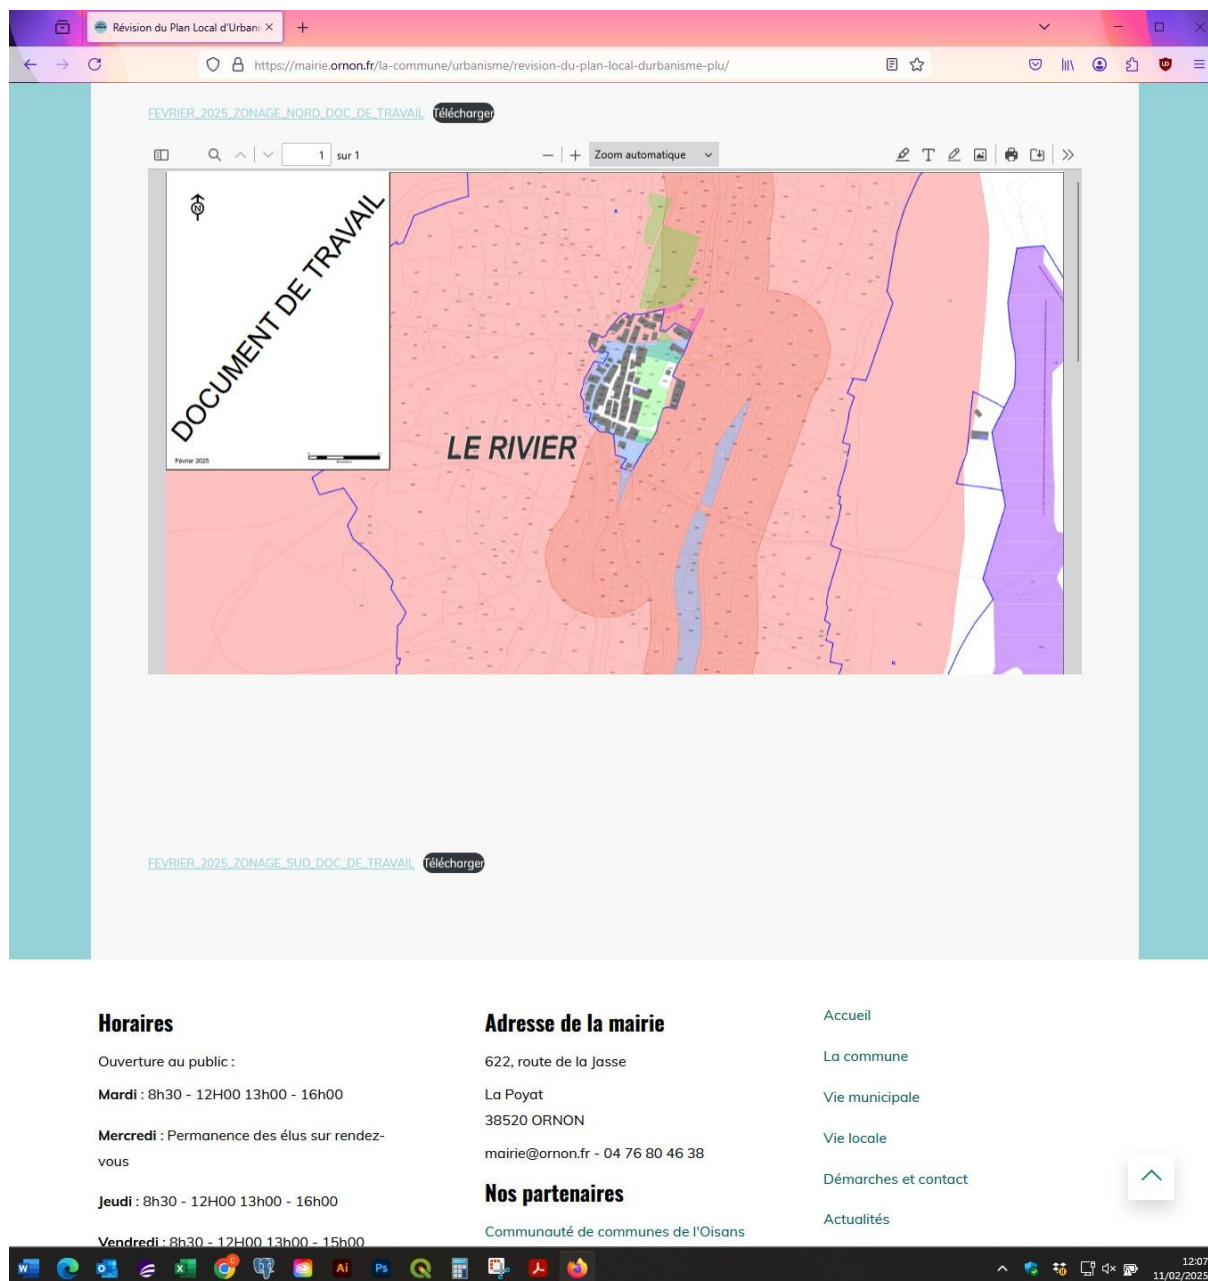 Révision du Plan Local d'Urbani
https://mairie.ornon.fr/la-commune/urbanisme/revision-du-plan-local-durbanisme-plu/
FEVRIER_2025_ZONAGE_NORD_DOC_DE_TRAVAIL Télécharger
1 sur 1 Zoom automatique
DOCUMENT DE TRAVAIL
Février 2025
LE RIVIER
FEVRIER_2025_ZONAGE_SUD_DOC_DE_TRAVAIL Télécharger
Horaires
Ouverture au public :
Mardi : 8h30 - 12H00 13h00 - 16h00
Mercredi : Permanence des élus sur rendez-
vous
Jeudi : 8h30 - 12H00 13h00 - 16h00
Vendredi : 8h30 - 12H00 13h00 - 15h00
Adresse de la mairie
622, route de la Jasse
La Poyat
38520 ORNON
mairie@ornon.fr - 04 76 80 46 38
Nos partenaires
Communauté de communes de l'Oisans
Accueil
La commune
Vie municipale
Vie locale
Démarches et contact
Actualités
12:07
11/02/2025